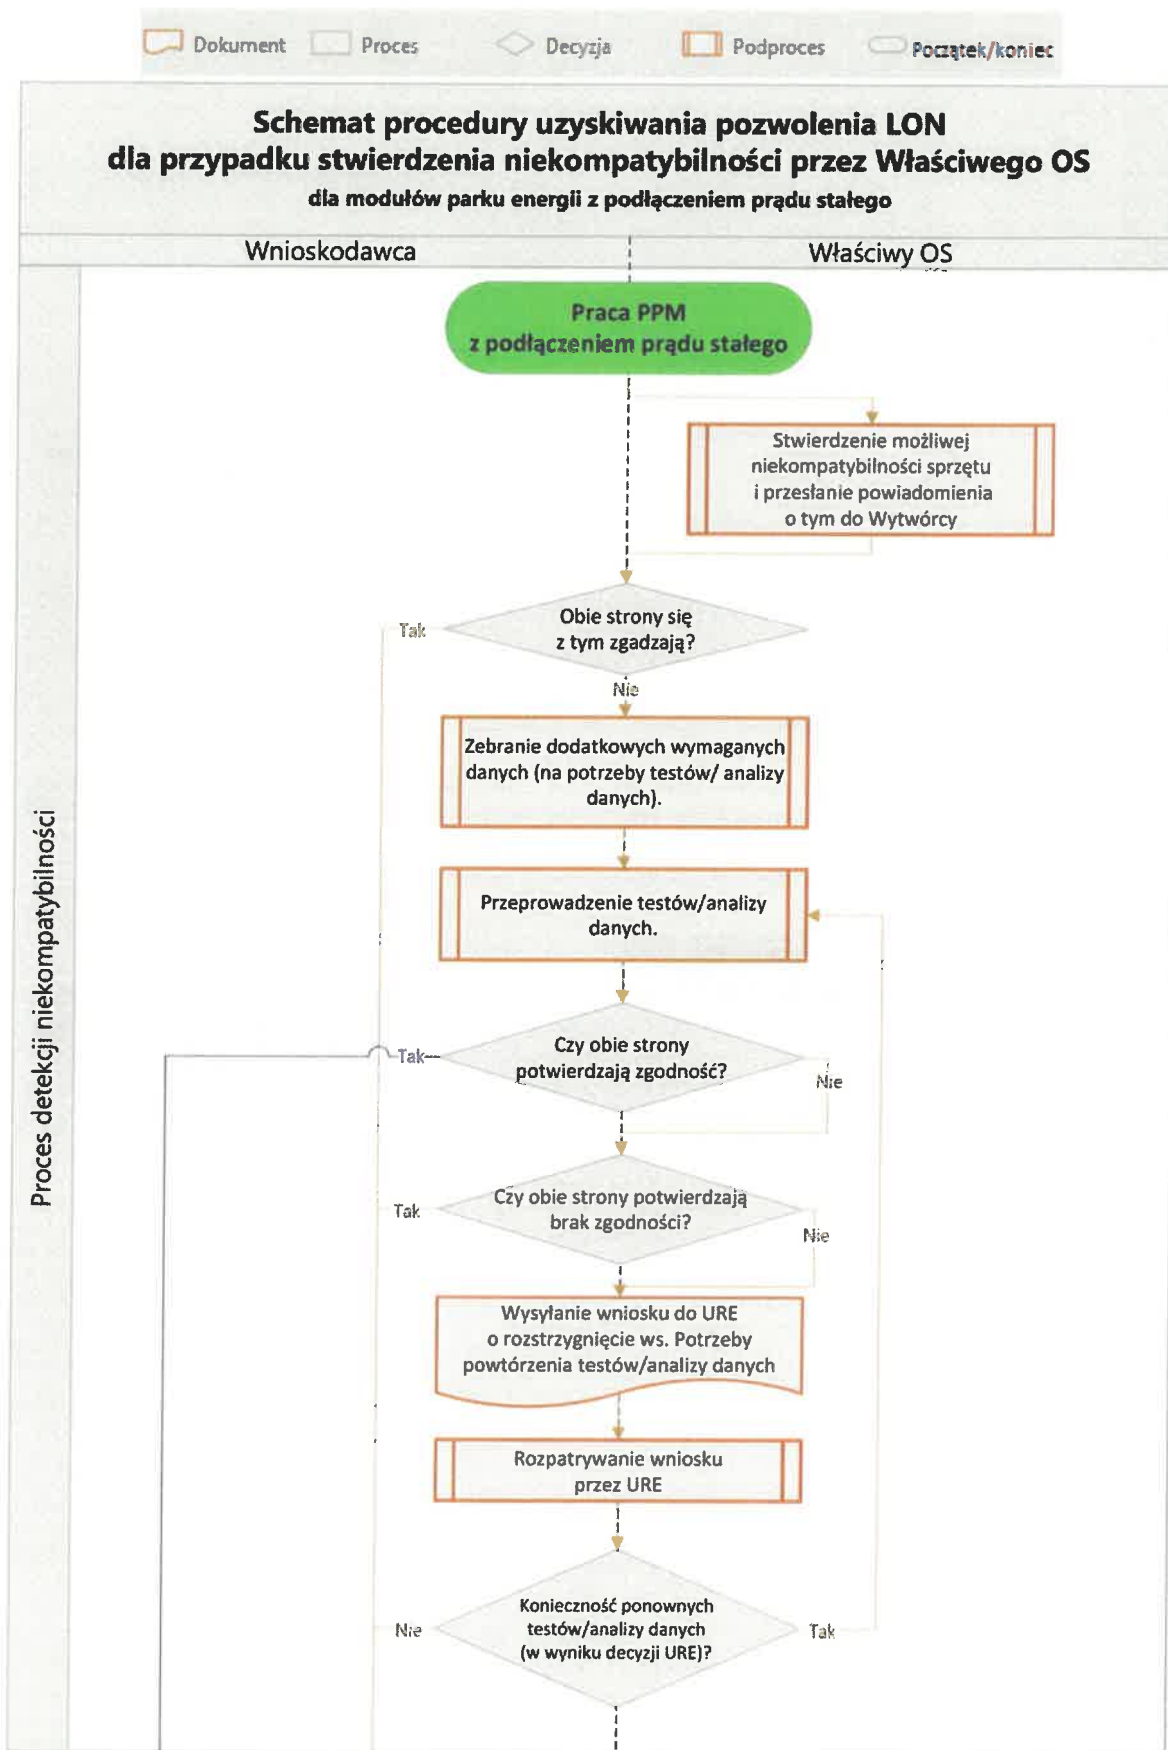 Dokument Proces Decyzja Podproces Początek/koniec
Schemat procedury uzyskiwania pozwolenia LON
dla przypadku stwierdzenia niekompatybilności przez Właściwego OS
dla modułów parku energii z podłączeniem prądu stałego
Wnioskodawca Właściwy OS
Proces detekcji niekompatybilności
Praca PPM
z podłączeniem prądu stałego
Stwierdzenie możliwej
niekompatybilności sprzętu
i przesłanie powiadomienia
o tym do Wytwórcy
Obie strony się
z tym zgadzają?
Tak
Nie
Zebranie dodatkowych wymaganych
danych (na potrzeby testów/ analizy
danych).
Przeprowadzenie testów/analizy
danych.
Czy obie strony
potwierdzają zgodność?
Tak
Nie
Czy obie strony potwierdzają
brak zgodności?
Tak
Nie
Wysyłanie wniosku do URE
o rozstrzygnięcie ws. Potrzeby
powtórzenia testów/analizy danych
Rozpatrywanie wniosku
przez URE
Konieczność ponownych
testów/analizy danych
(w wyniku decyzji URE)?
Nie
Tak